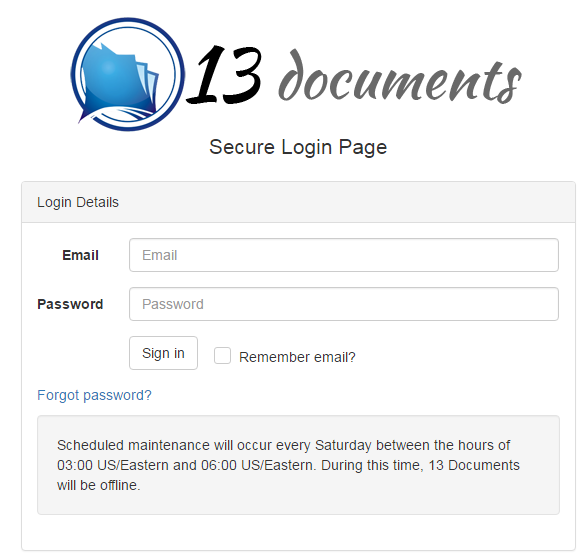 13 documents
Secure Login Page
Login Details
Email Email
Password Password
Sign in Remember email?
Forgot password?
Scheduled maintenance will occur every Saturday between the hours of
03:00 US/Eastern and 06:00 US/Eastern. During this time, 13 Documents
will be offline.